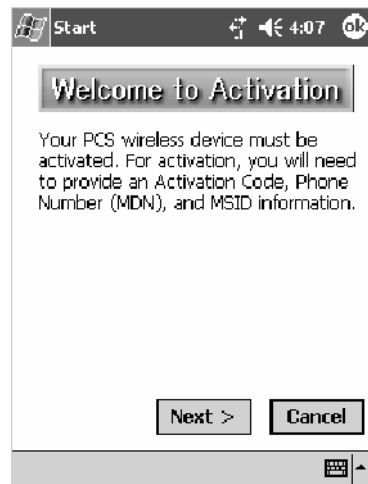 Start 4:07 ok
Welcome to Activation
Your PCS wireless device must be
activated. For activation, you will need
to provide an Activation Code, Phone
Number (MDN), and MSID information.
Next > Cancel